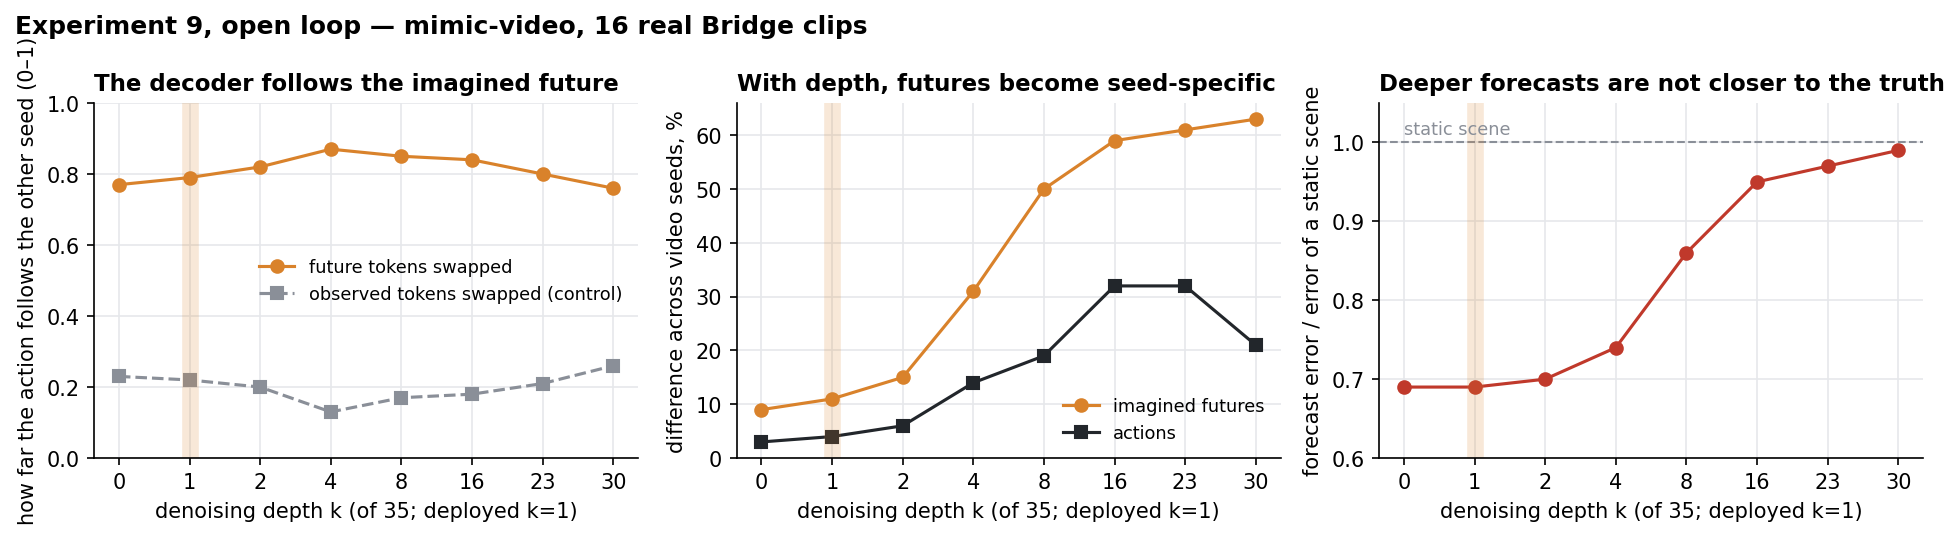 Experiment 9, open loop — mimic-video, 16 real Bridge clips
The decoder follows the imagined future
how far the action follows the other seed (0–1)
1.0
0.8
0.6
0.4
0.2
0.0
future tokens swapped
observed tokens swapped (control)
0 1 2 4 8 16 23 30
denoising depth k (of 35; deployed k=1)
With depth, futures become seed-specific
difference across video seeds, %
60
50
40
30
20
10
0
imagined futures
actions
0 1 2 4 8 16 23 30
denoising depth k (of 35; deployed k=1)
Deeper forecasts are not closer to the truth
forecast error / error of a static scene
static scene
1.0
0.9
0.8
0.7
0.6
0 1 2 4 8 16 23 30
denoising depth k (of 35; deployed k=1)